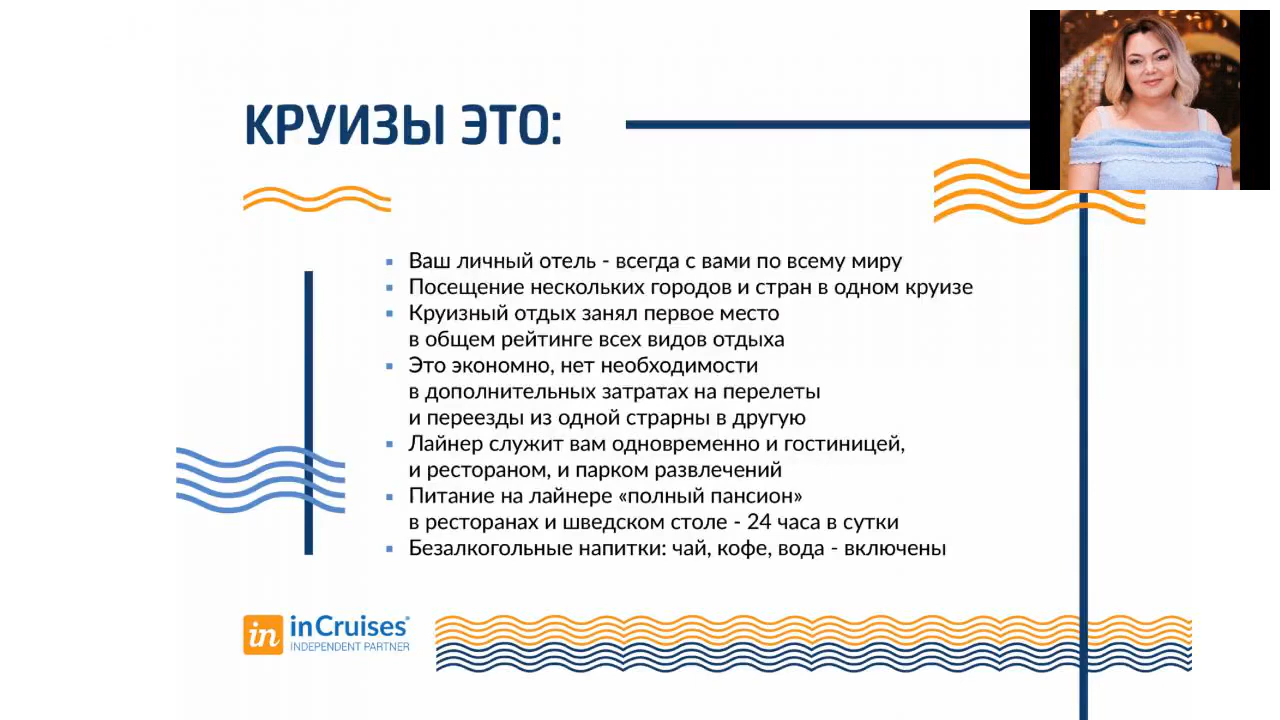 КРУИЗЫ ЭТО:
Ваш личный отель - всегда с вами по всему миру
Посещение нескольких городов и стран в одном круизе
Круизный отдых занял первое место
в общем рейтинге всех видов отдыха
Это экономно, нет необходимости
в дополнительных затратах на перелеты
и переезды из одной страрны в другую
Лайнер служит вам одновременно и гостиницей,
и рестораном, и парком развлечений
Питание на лайнере «полный пансион»
в ресторанах и шведском столе - 24 часа в сутки
Безалкогольные напитки: чай, кофе, вода - включены
in inCruises®
INDEPENDENT PARTNER